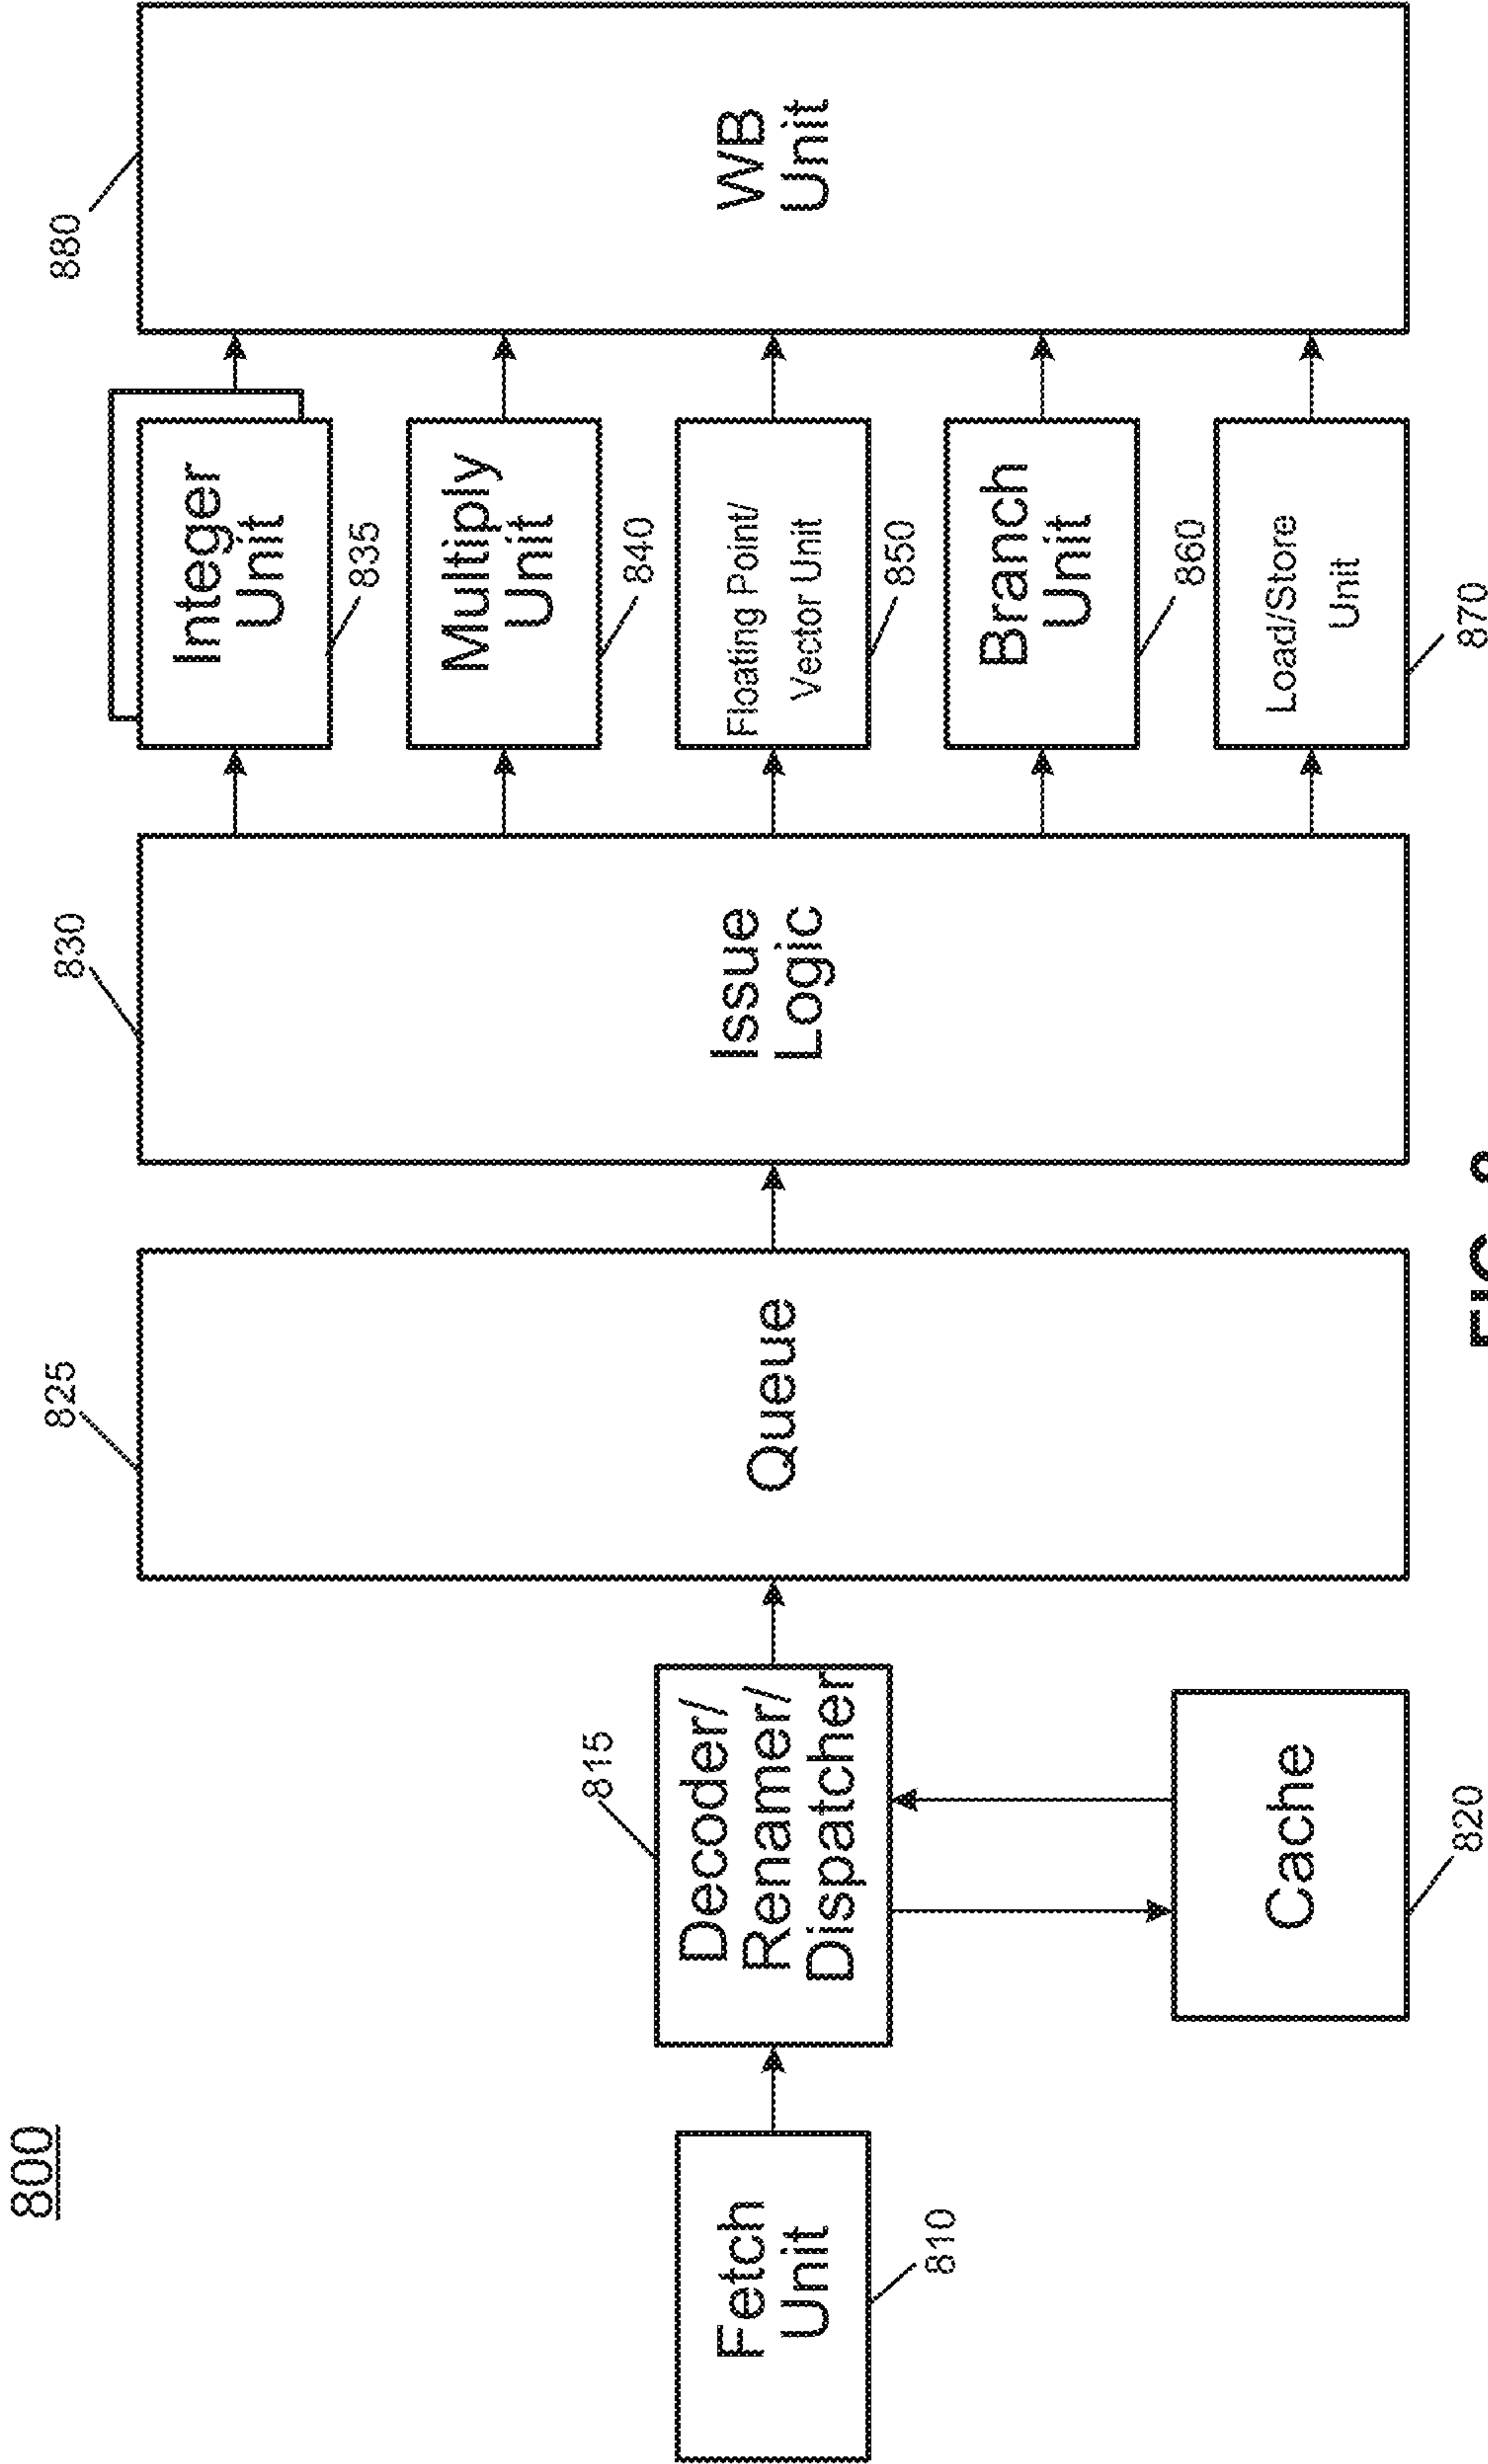 800
Fetch
Unit
810
815
Decoder/
Renamer/
Dispatcher
Cache
820
825
Queue
830
Issue
Logic
Integer
Unit
835
Multiply
Unit
840
Floating Point/
Vector Unit
850
Branch
Unit
860
Load/Store
Unit
870
880
WB
Unit